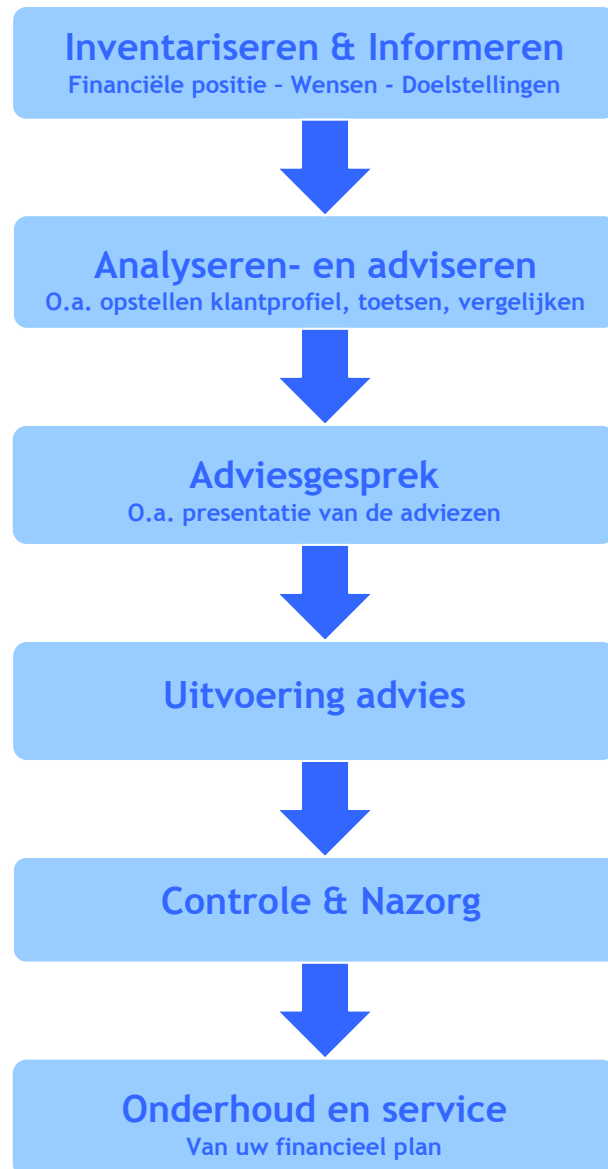 Inventariseren & Informeren
Financiële positie – Wensen - Doelstellingen
Analyseren- en adviseren
O.a. opstellen klantprofiel, toetsen, vergelijken
Adviesgesprek
O.a. presentatie van de adviezen
Uitvoering advies
Controle & Nazorg
Onderhoud en service
Van uw financieel plan